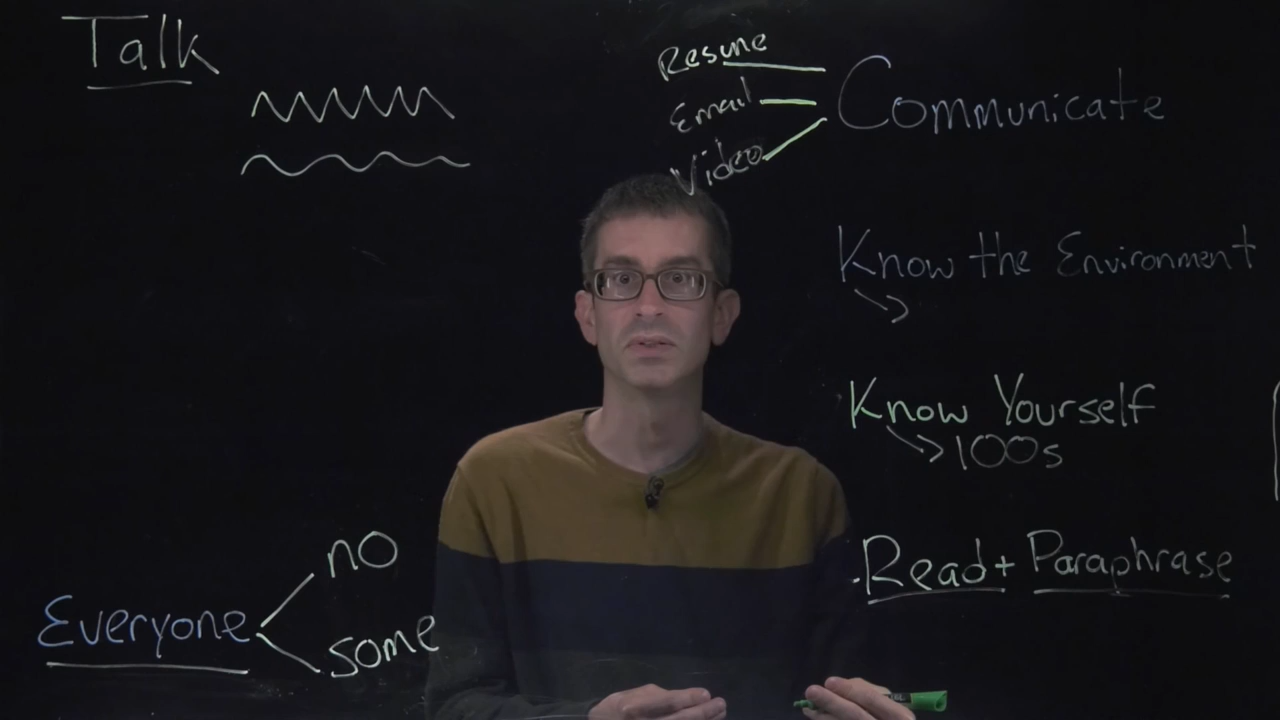 Talk
Resume
Email
Video
Communicate
Know the Environment
Know Yourself
100s
Read + Paraphrase
Everyone
no
some